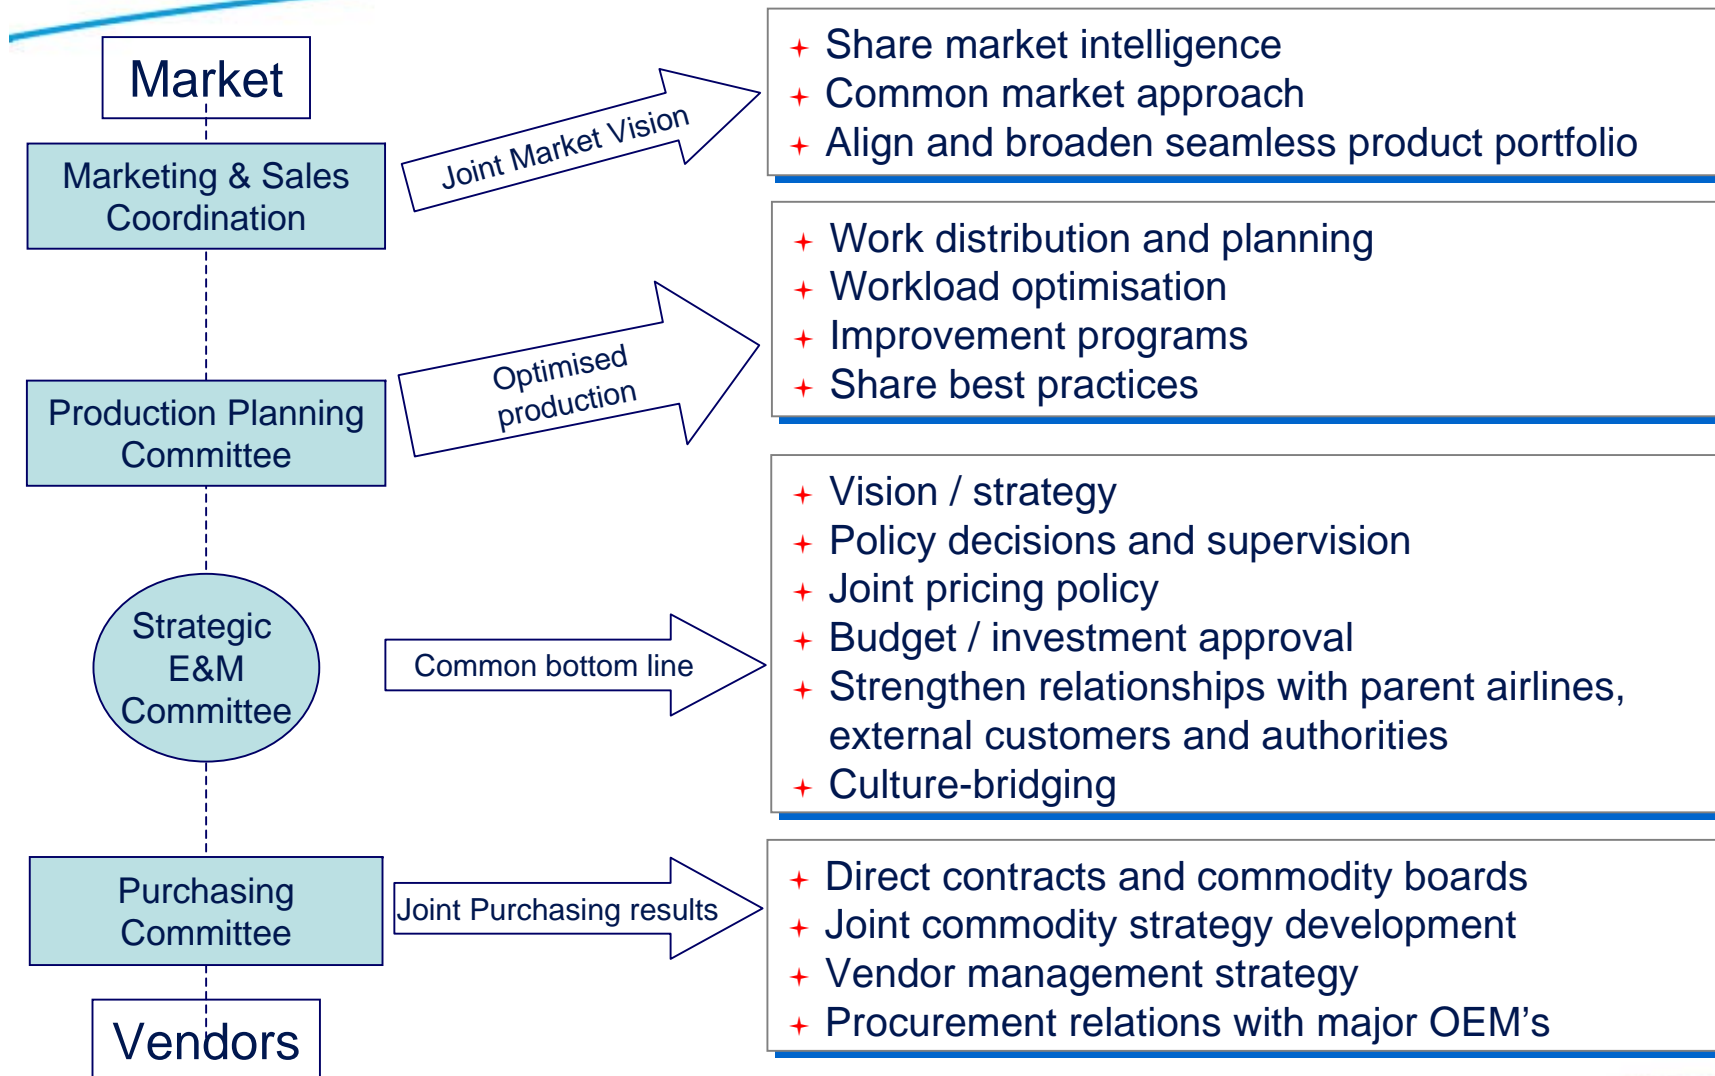 Market
Marketing & Sales
Coordination
Joint Market Vision
Share market intelligence
Common market approach
Align and broaden seamless product portfolio
Production Planning
Committee
Optimised
production
Work distribution and planning
Workload optimisation
Improvement programs
Share best practices
Strategic
E&M
Committee
Common bottom line
Vision / strategy
Policy decisions and supervision
Joint pricing policy
Budget / investment approval
Strengthen relationships with parent airlines,
external customers and authorities
Culture-bridging
Purchasing
Committee
Joint Purchasing results
Direct contracts and commodity boards
Joint commodity strategy development
Vendor management strategy
Procurement relations with major OEM's
Vendors